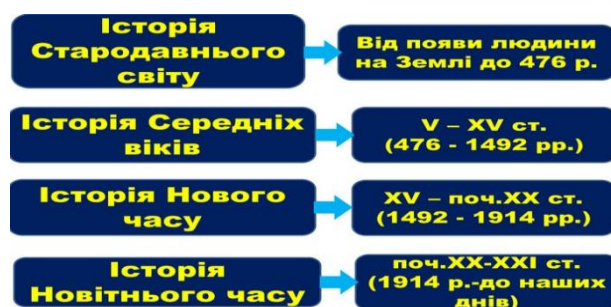 Історія
Стародавнього
світу
Від появи людини
на Землі до 476 р.
Історія Середніх
віків
V – XV ст.
(476 - 1492 рр.)
Історія Нового
часу
XV – поч.XX ст.
(1492 - 1914 рр.)
Історія
Новітнього часу
поч.XX-XXI ст.
(1914 р.-до наших
днів)